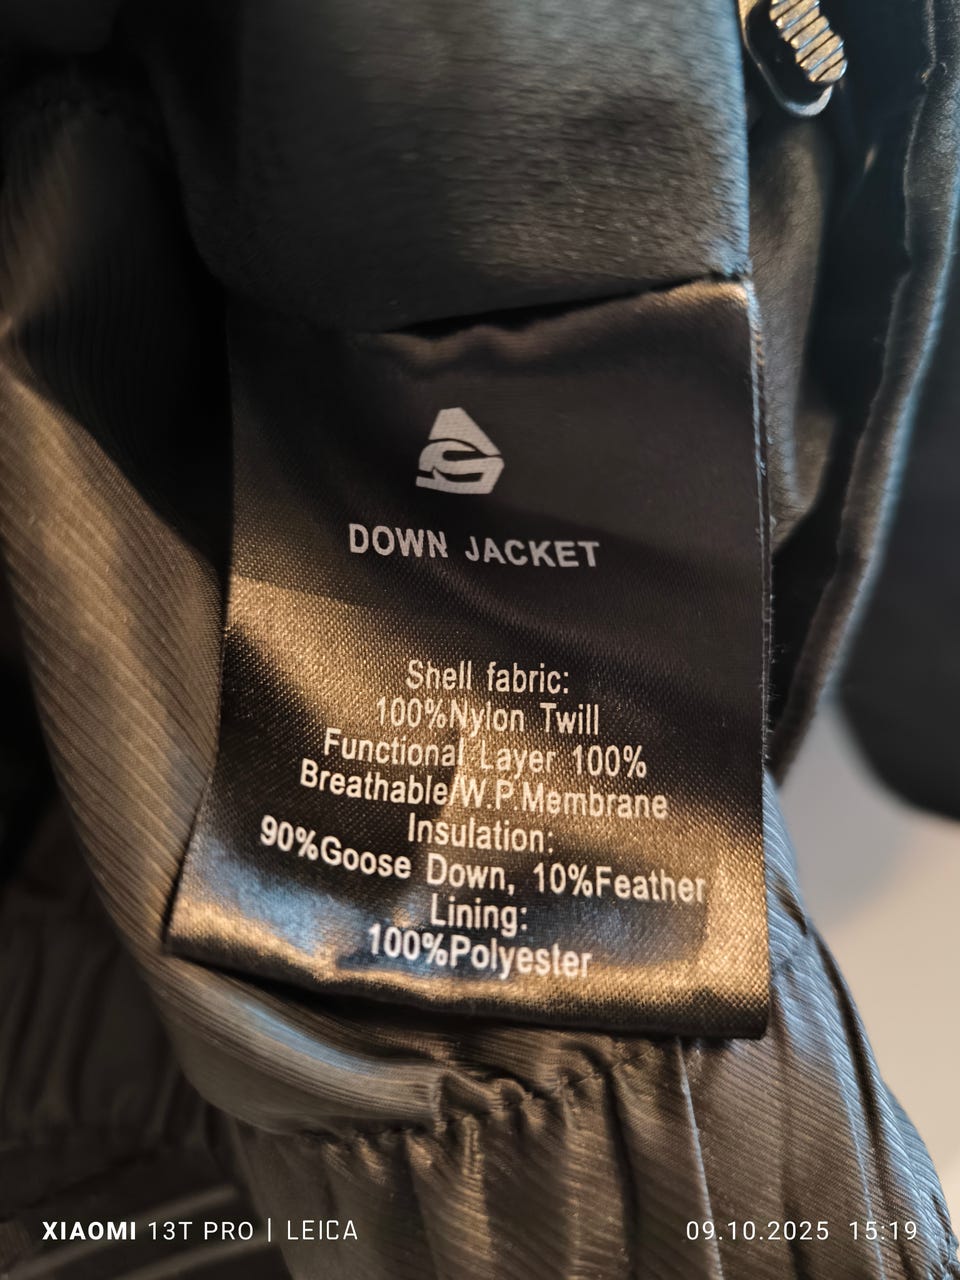 DOWN JACKET
Shell fabric:
100%Nylon Twill
Functional Layer 100%
Breathable/W.P Membrane
Insulation:
90%Goose Down, 10%Feather
Lining:
100%Polyester
XIAOMI 13T PRO | LEICA
09.10.2025 15:19